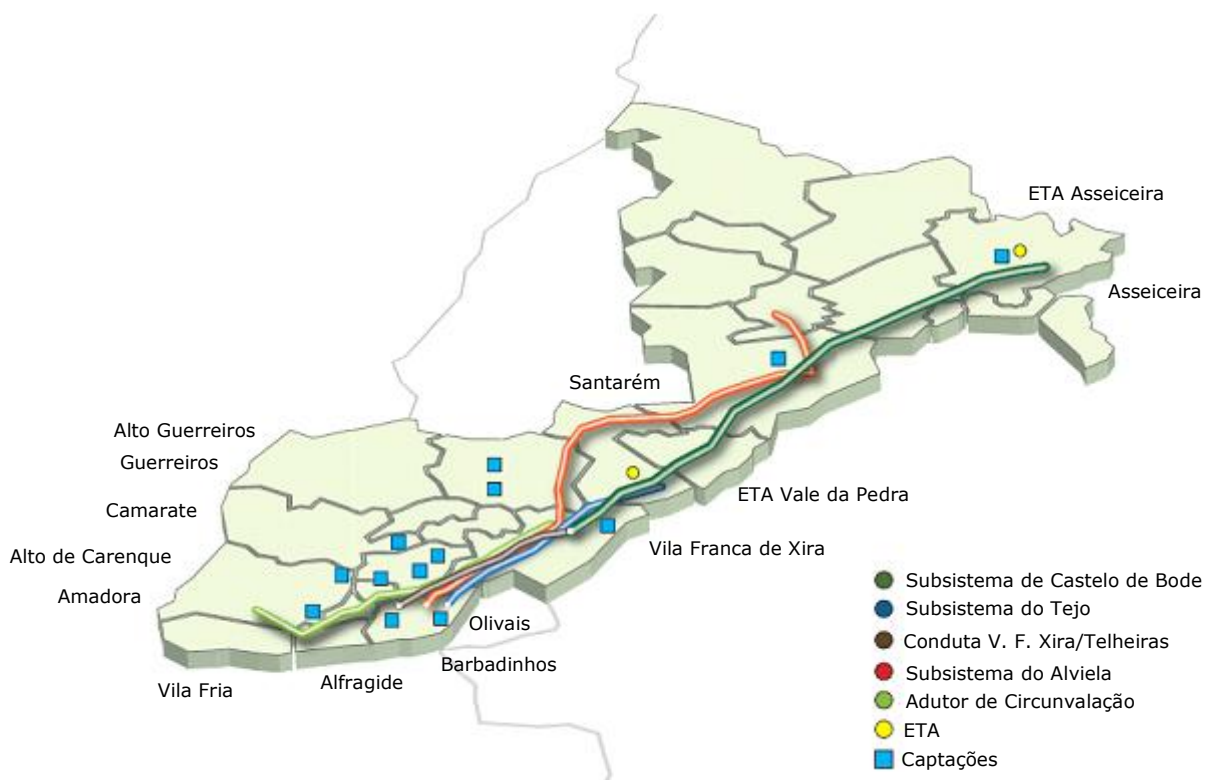 ETA Asseiceira
Asseiceira
Santarém
Alto Guerreiros
Guerreiros
ETA Vale da Pedra
Camarate
Vila Franca de Xira
Alto de Carenque
Amadora
Olivais
Barbadinhos
Alfragide
Vila Fria
Subsistema de Castelo de Bode
Subsistema do Tejo
Conduta V. F. Xira/Telheiras
Subsistema do Alviela
Adutor de Circunvalação
ETA
Captações